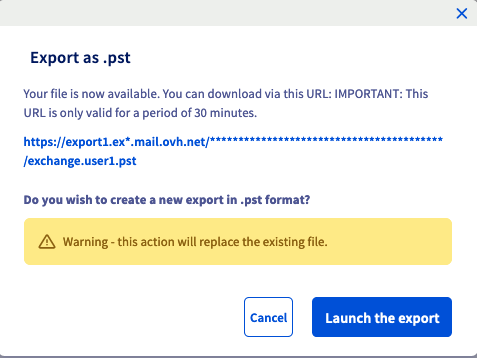 Export as .pst
Your file is now available. You can download via this URL: IMPORTANT: This
URL is only valid for a period of 30 minutes.
https://export1.ex*.mail.ovh.net/*****************************************
/exchange.user1.pst
Do you wish to create a new export in .pst format?
Warning - this action will replace the existing file.
Cancel
Launch the export